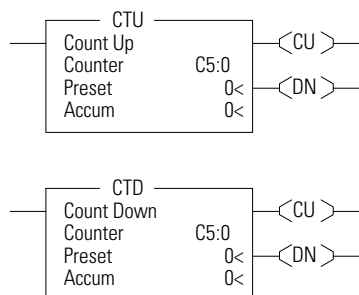 CTU
Count Up
CU
Counter C5:0
Preset 0<
DN
Accum 0<
CTD
Count Down
CU
Counter C5:0
Preset 0<
DN
Accum 0<